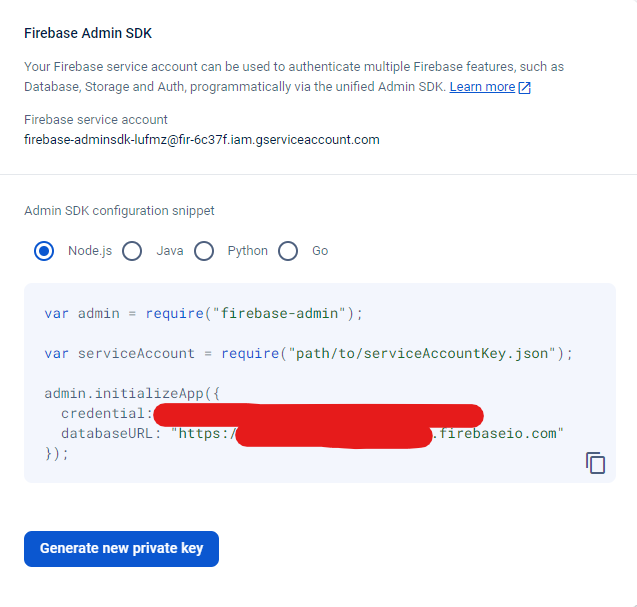 Firebase Admin SDK
Your Firebase service account can be used to authenticate multiple Firebase features, such as
Database, Storage and Auth, programmatically via the unified Admin SDK. Learn more
Firebase service account
firebase-adminsdk-lufmz@fir-6c37f.iam.gserviceaccount.com
Admin SDK configuration snippet
Node.js Java Python Go
var admin = require("firebase-admin");
var serviceAccount = require("path/to/serviceAccountKey.json");
admin.initializeApp({
credential:
databaseURL: "https:/ .firebaseio.com"
});
Generate new private key